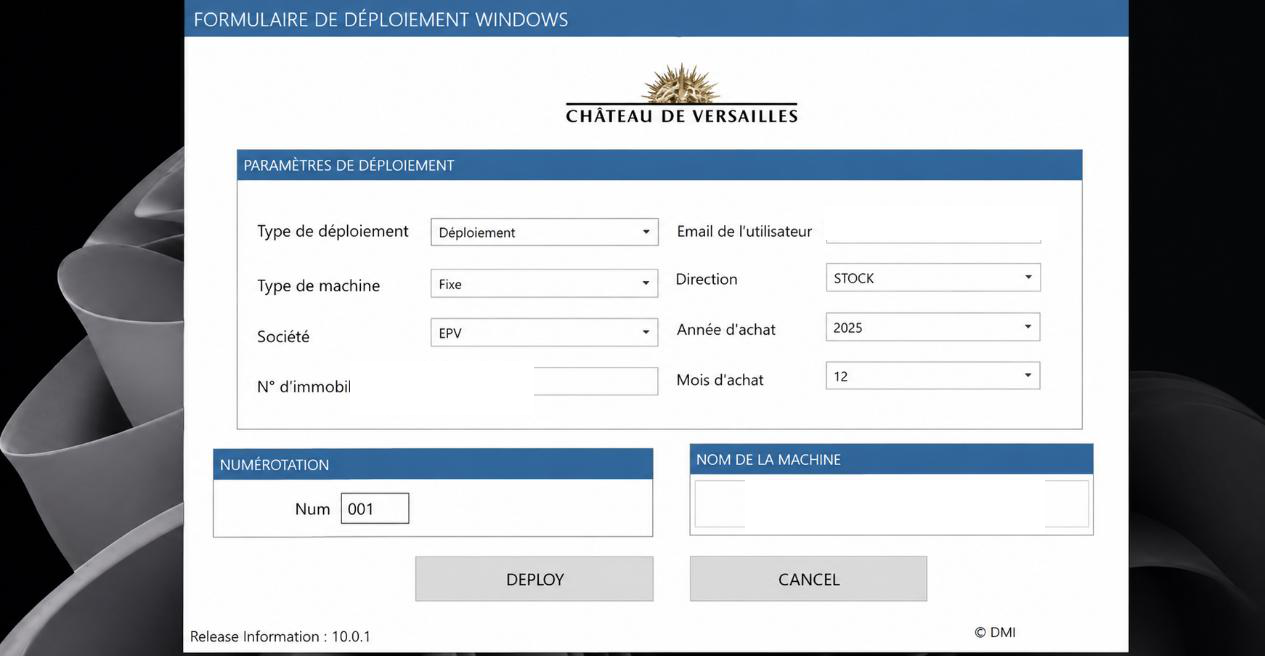 FORMULAIRE DE DÉPLOIEMENT WINDOWS
CHÂTEAU DE VERSAILLES
PARAMÈTRES DE DÉPLOIEMENT
Type de déploiement Déploiement Email de l'utilisateur
Type de machine Fixe Direction STOCK
Société EPV Année d'achat 2025
N° d'immobil Mois d'achat 12
NUMÉROTATION NOM DE LA MACHINE
Num 001
DEPLOY CANCEL
Release Information : 10.0.1 © DMI